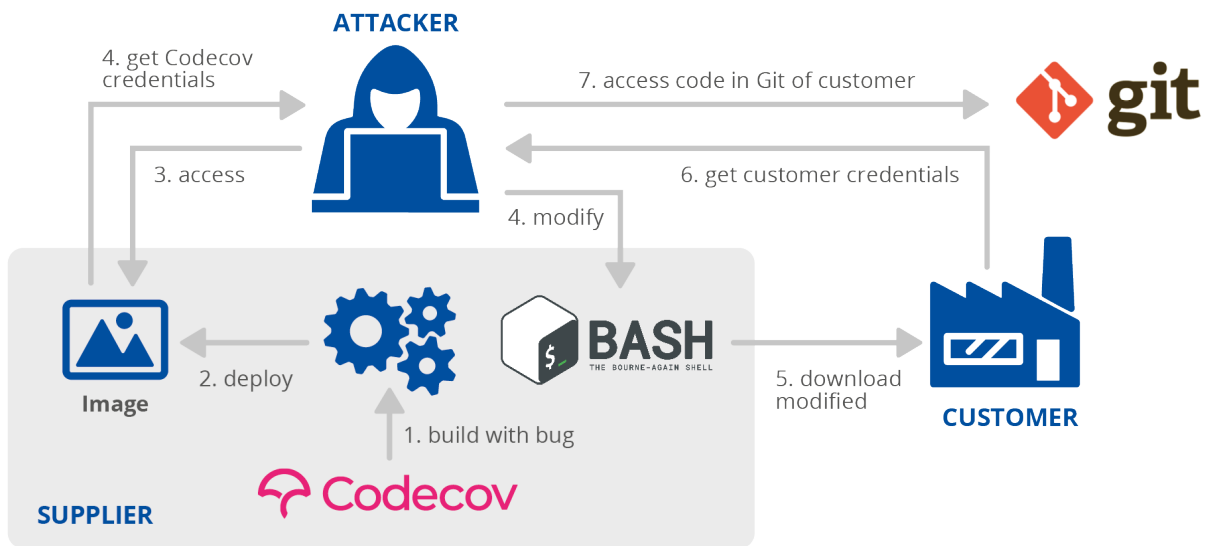 ATTACKER
4. get Codecov
credentials
7. access code in Git of customer
git
3. access
6. get customer credentials
4. modify
BASH
THE BOURNE-AGAIN SHELL
$_
2. deploy
Image
5. download
modified
CUSTOMER
1. build with bug
Codecov
SUPPLIER